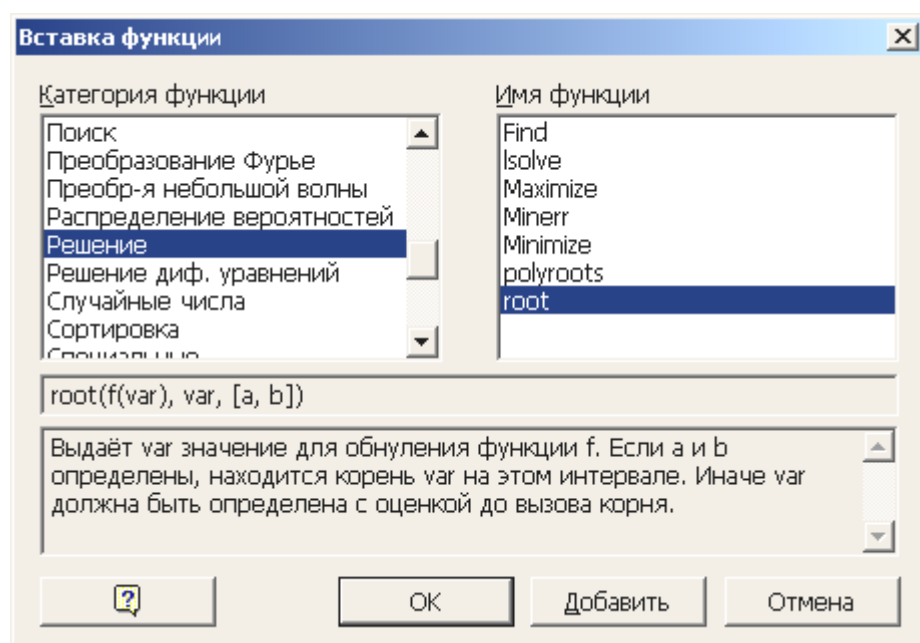 Вставка функции
Категория функции
Поиск
Преобразование Фурье
Преобр-я небольшой волны
Распределение вероятностей
Решение
Решение диф. уравнений
Случайные числа
Сортировка
Специальные
Имя функции
Find
lsolve
Maximize
Minerr
Minimize
polyroots
root
root(f(var), var, [a, b])
Выдаёт var значение для обнуления функции f. Если a и b
определены, находится корень var на этом интервале. Иначе var
должна быть определена с оценкой до вызова корня.
OK
Добавить
Отмена